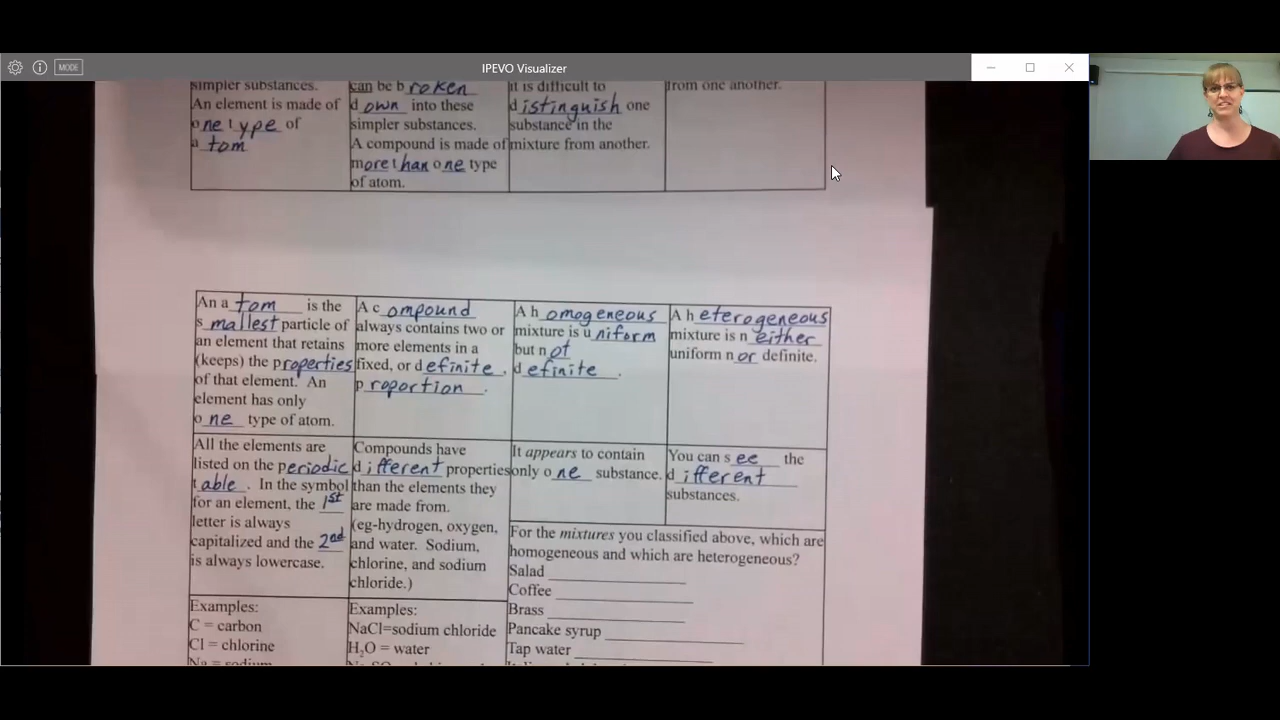 MODE
IPEVO Visualizer
simpler substances.
An element is made of
one type of
atom
can be broken
down into these
simpler substances.
A compound is made of
more than one type
of atom.
it is difficult to
distinguish one
substance in the
mixture from another.
from one another.
An atom is the
smallest particle of
an element that retains
(keeps) the properties
of that element. An
element has only
one type of atom.
A compound
always contains two or
more elements in a
fixed, or definite,
proportion.
A homogeneous
mixture is uniform
but not
definite.
A heterogeneous
mixture is neither
uniform nor definite.
All the elements are
listed on the periodic
table. In the symbol
for an element, the 1st
letter is always
capitalized and the 2nd
is always lowercase.
Compounds have
different properties
than the elements they
are made from.
(eg-hydrogen, oxygen,
and water. Sodium,
chlorine, and sodium
chloride.)
It appears to contain
only one substance.
You can see the
different
substances.
For the mixtures you classified above, which are
homogeneous and which are heterogeneous?
Salad
Coffee
Brass
Pancake syrup
Tap water
Examples:
C = carbon
Cl = chlorine
Na = sodium
Examples:
NaCl=sodium chloride
H₂O = water